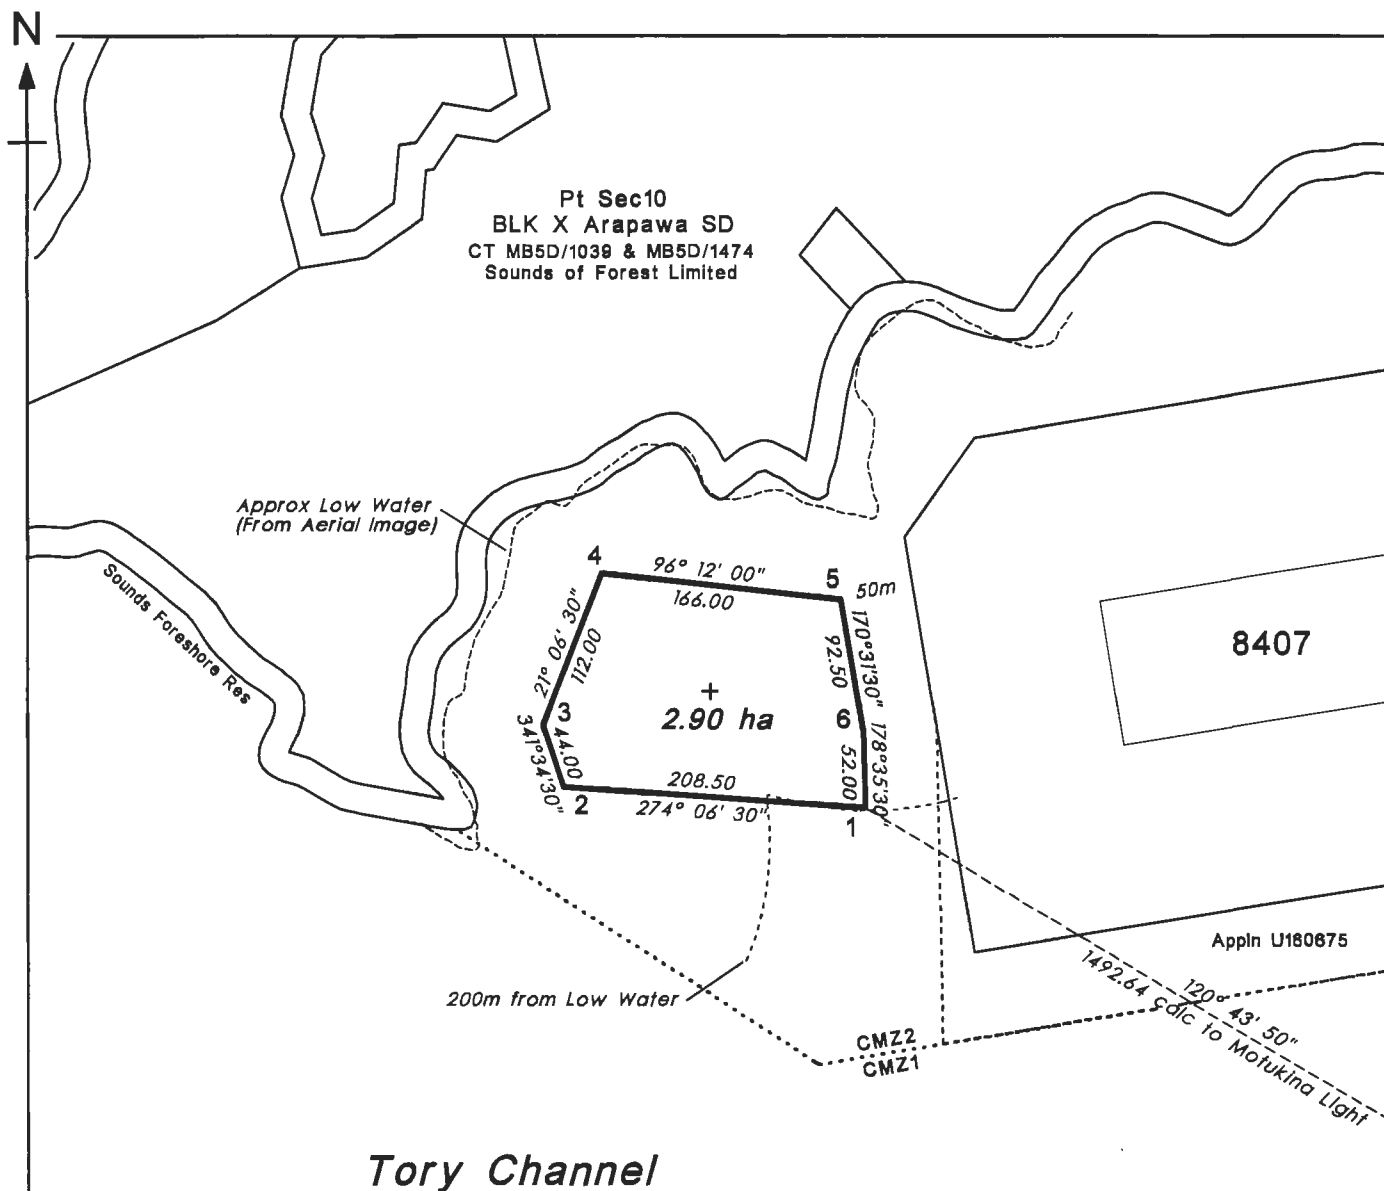 N
Pt Sec10
BLK X Arapawa SD
CT MB5D/1039 & MB5D/1474
Sounds of Forest Limited
Approx Low Water
(From Aerial Image)
Sounds Foreshore Res
4
96° 12' 00"
166.00
5
50m
21° 06' 30"
112.00
170°31'30"
92.50
8407
3
2.90 ha
6
341°34'30"
44.00
178°35'30"
52.00
2
208.50
274° 06' 30"
1
Appln U180875
200m from Low Water
120° 43' 50"
1492.64 calc to Motukina Light
CMZ2
CMZ1
Tory Channel